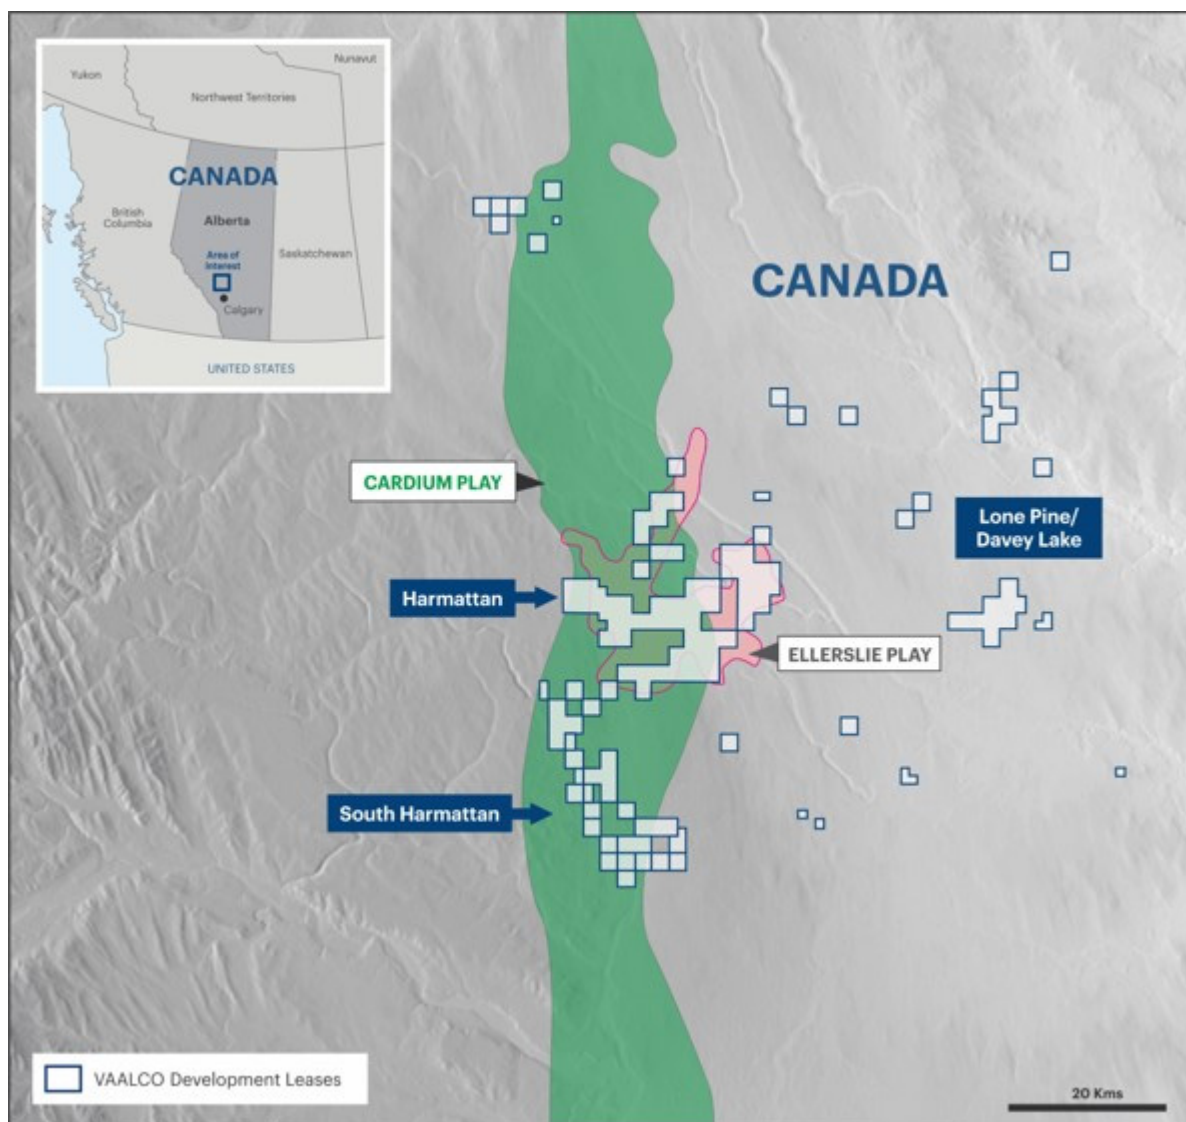 Nunavut
Yukon
Northwest Territories
CANADA
British
Columbia
Alberta
Area of
Interest
Saskatchewan
Calgary
UNITED STATES
CANADA
CARDIUM PLAY
Lone Pine/
Davey Lake
Harmattan
ELLERSLIE PLAY
South Harmattan
VAALCO Development Leases
20 Kms